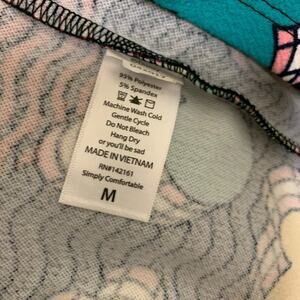 95% Polyester
5% Spandex
Machine Wash Cold
Gentle Cycle
Do Not Bleach
Hang Dry
or you'll be sad
MADE IN VIETNAM
RN#142161
Simply Comfortable
M